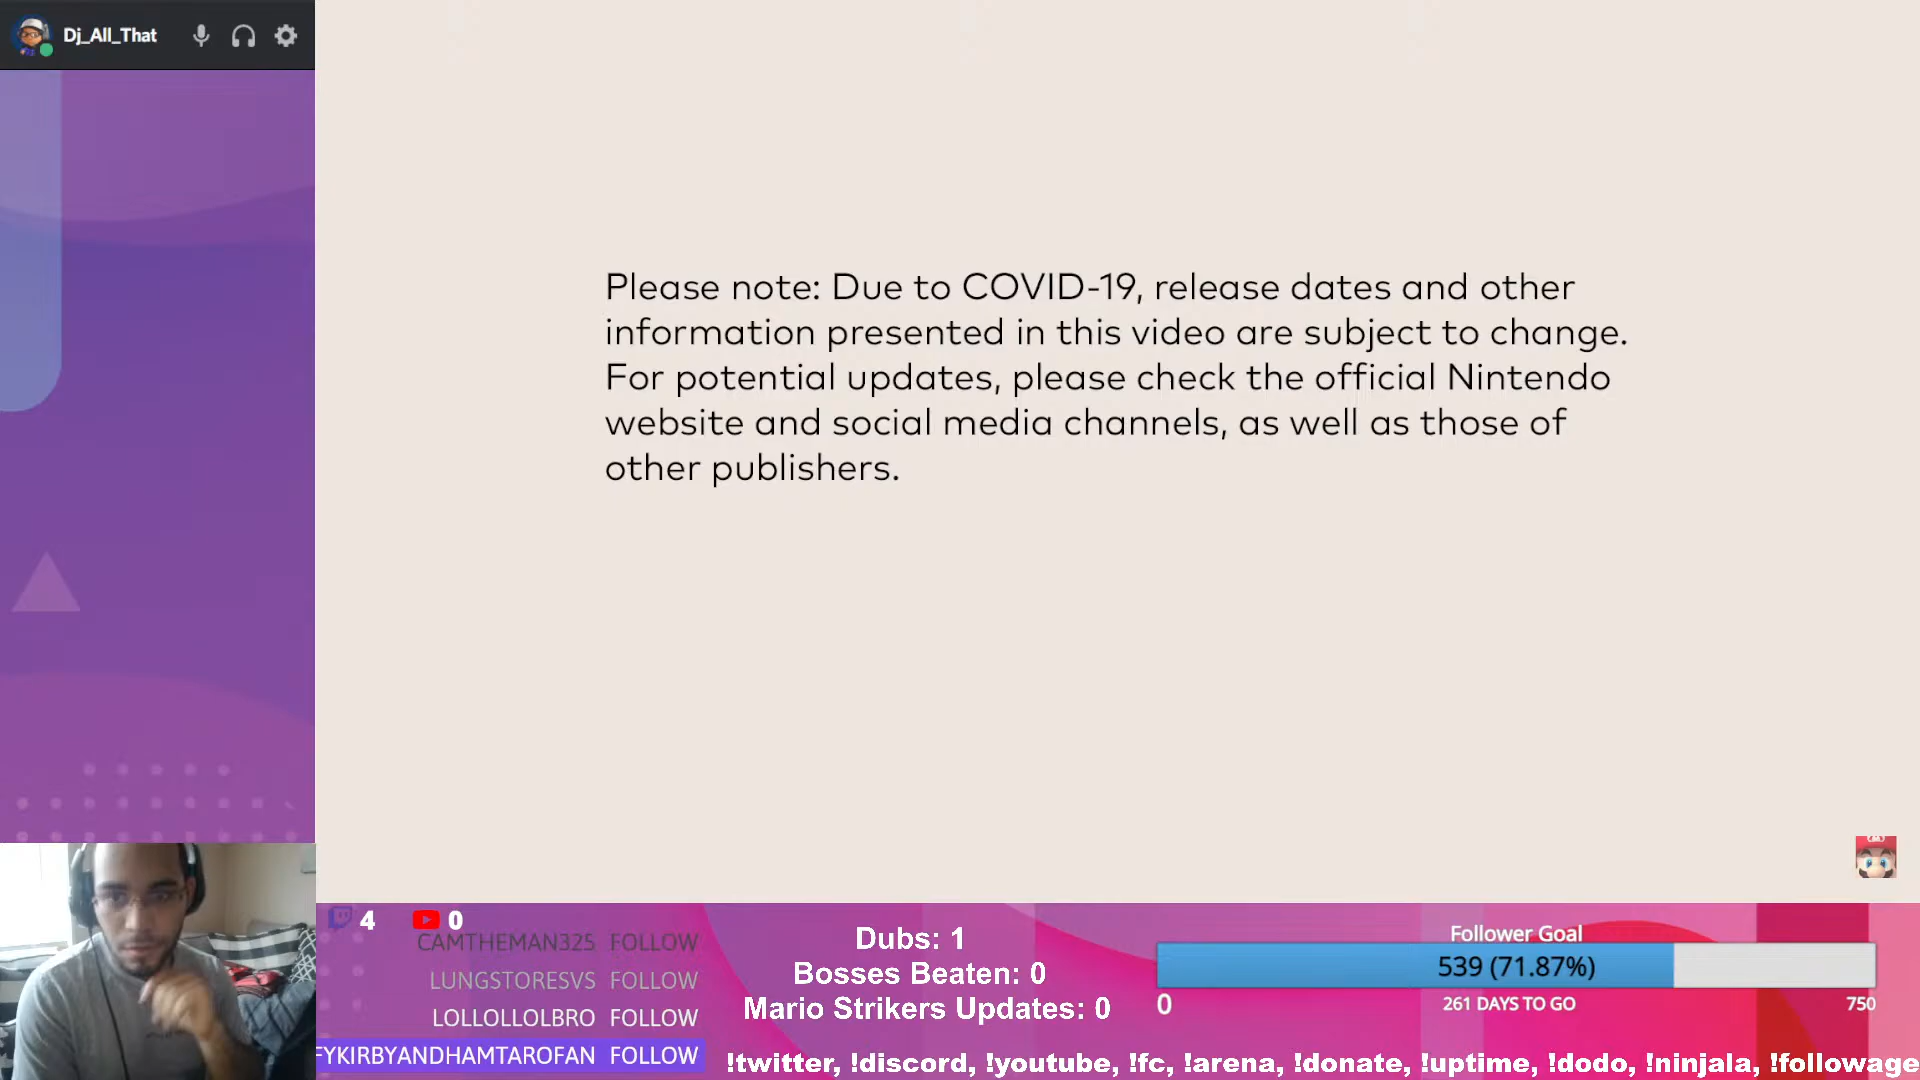 Dj_All_That
Please note: Due to COVID-19, release dates and other
information presented in this video are subject to change.
For potential updates, please check the official Nintendo
website and social media channels, as well as those of
other publishers.
4 0
CAMTHEMAN325 FOLLOW
LUNGSTORESVS FOLLOW
LOLLOLLOLBRO FOLLOW
FYKIRBYANDHAMTAROFAN FOLLOW
Dubs: 1
Bosses Beaten: 0
Mario Strikers Updates: 0
Follower Goal
539 (71.87%)
0 261 DAYS TO GO 750
!twitter, !discord, !youtube, !fc, !arena, !donate, !uptime, !dodo, !ninjala, !followage